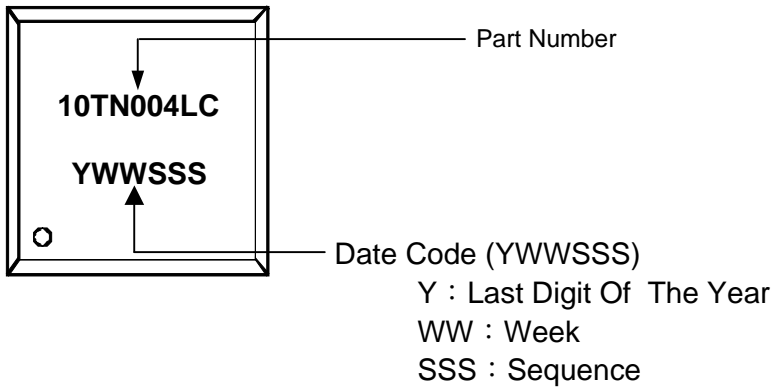 Part Number
10TN004LC
YWWSSS
Date Code (YWWSSS)
Y：Last Digit Of The Year
WW：Week
SSS：Sequence